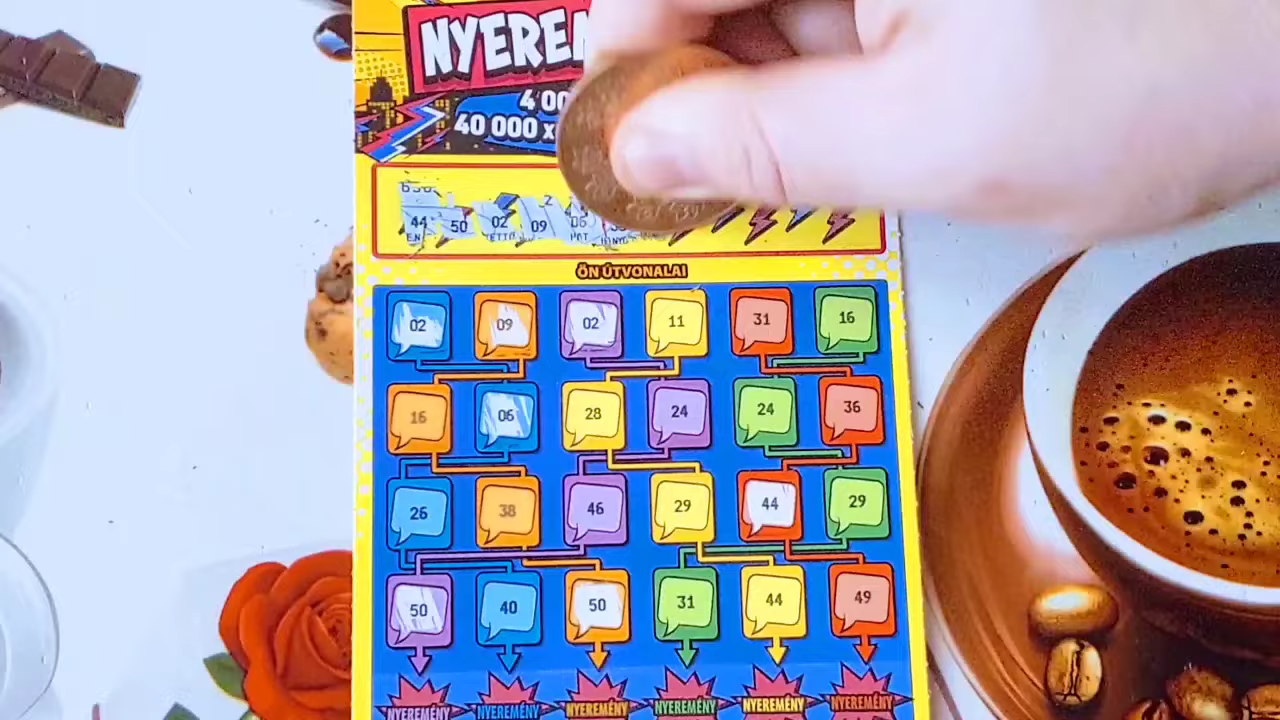 NYEREM
4 00
40 000 x
44 50 02 09 06
ÖN ÚTVONALAI
02 09 02 11 31 16
16 06 28 24 24 36
26 38 46 29 44 29
50 40 50 31 44 49
NYEREMÉNY NYEREMÉNY NYEREMÉNY NYEREMÉNY NYEREMÉNY NYEREMÉNY